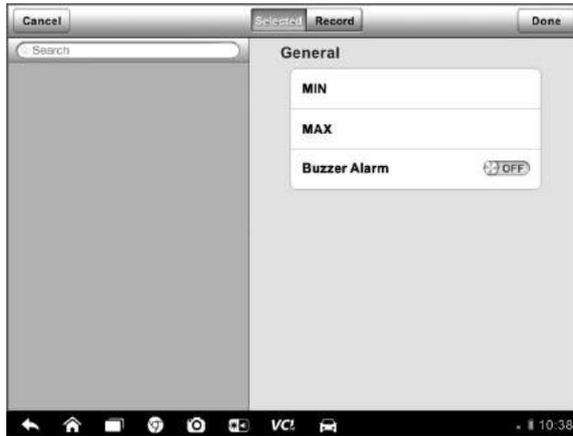 Cancel
Selected Record
Done
Search
General
MIN
MAX
Buzzer Alarm OFF
VCI
10:38